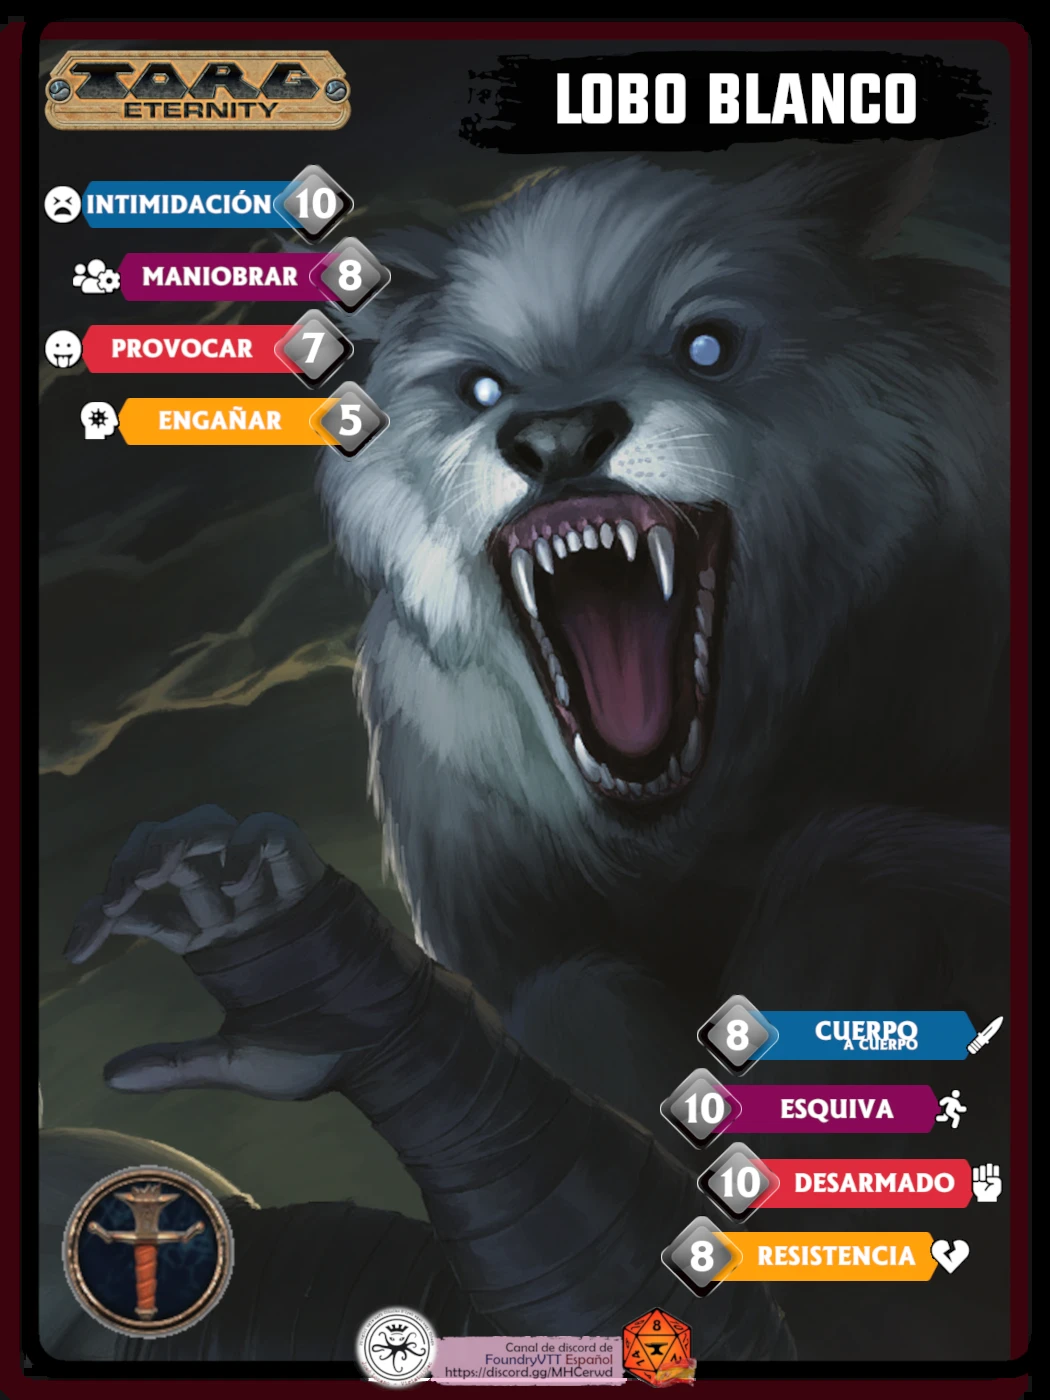 TORG
ETERNITY
LOBO BLANCO
INTIMIDACIÓN 10
MANIOBRAR 8
PROVOCAR 7
ENGAÑAR 5
8 CUERPO
A CUERPO
10 ESQUIVA
10 DESARMADO
8 RESISTENCIA
8
Canal de discord de
FoundryVTT Español
https://discord.gg/MHCerwd